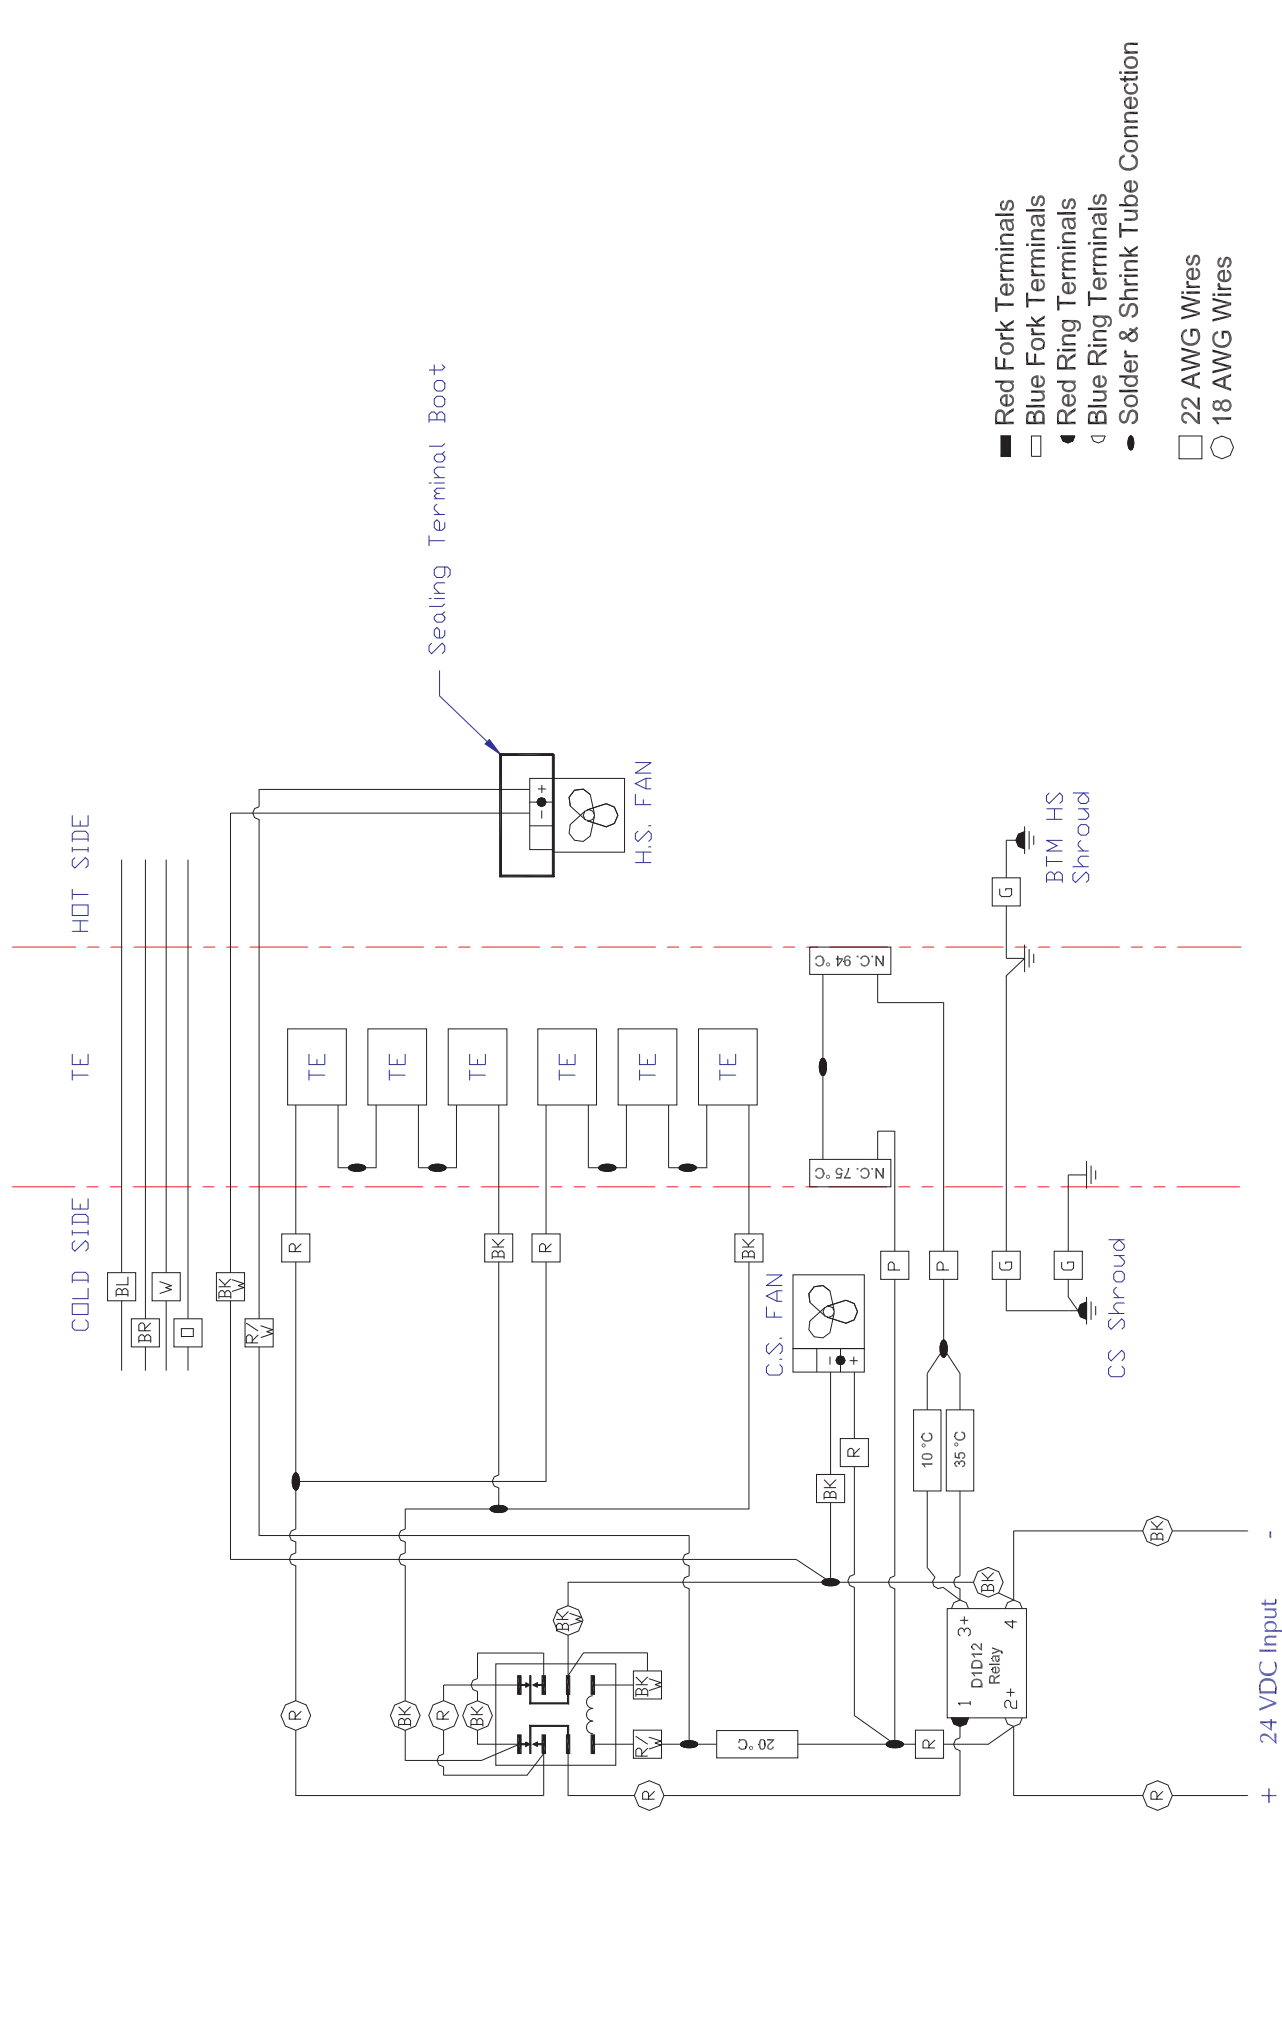 COLD SIDE
TE
HOT SIDE
BL
BR
W
O
BK/W
R/W
R
R
TE
BK
TE
Sealing Terminal Boot
R
BK
BK
TE
R
TE
- +
H.S. FAN
BK/W
R/W
BK/W
R
TE
BK
TE
20 °C
C.S. FAN
- +
BK
R
N.C. 75 °C
N.C. 94 °C
P
R
10 °C
P
35 °C
1
3+
D1D12
Relay
2+
4
BK
G
G
BTM HS
Shroud
G
CS Shroud
R
BK
+ 24 VDC Input -
Red Fork Terminals
Blue Fork Terminals
Red Ring Terminals
Blue Ring Terminals
Solder & Shrink Tube Connection
22 AWG Wires
18 AWG Wires